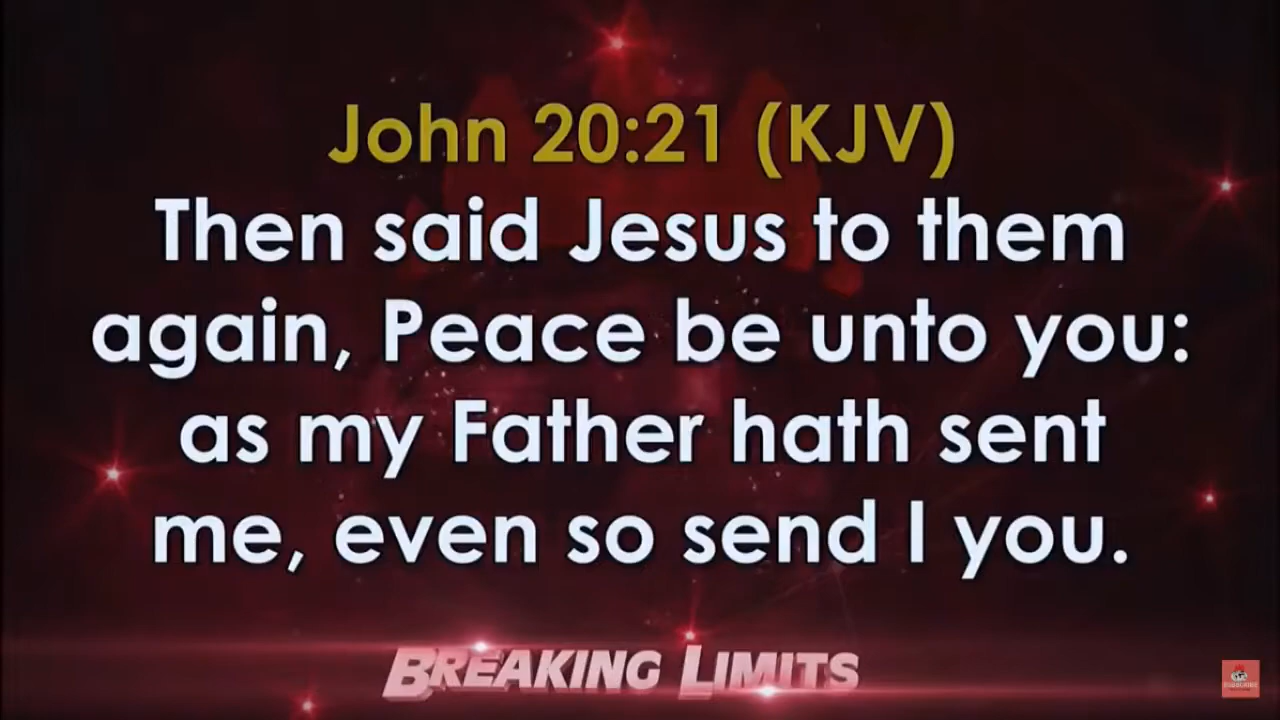 John 20:21 (KJV)
Then said Jesus to them
again, Peace be unto you:
as my Father hath sent
me, even so send I you.
BREAKING LIMITS